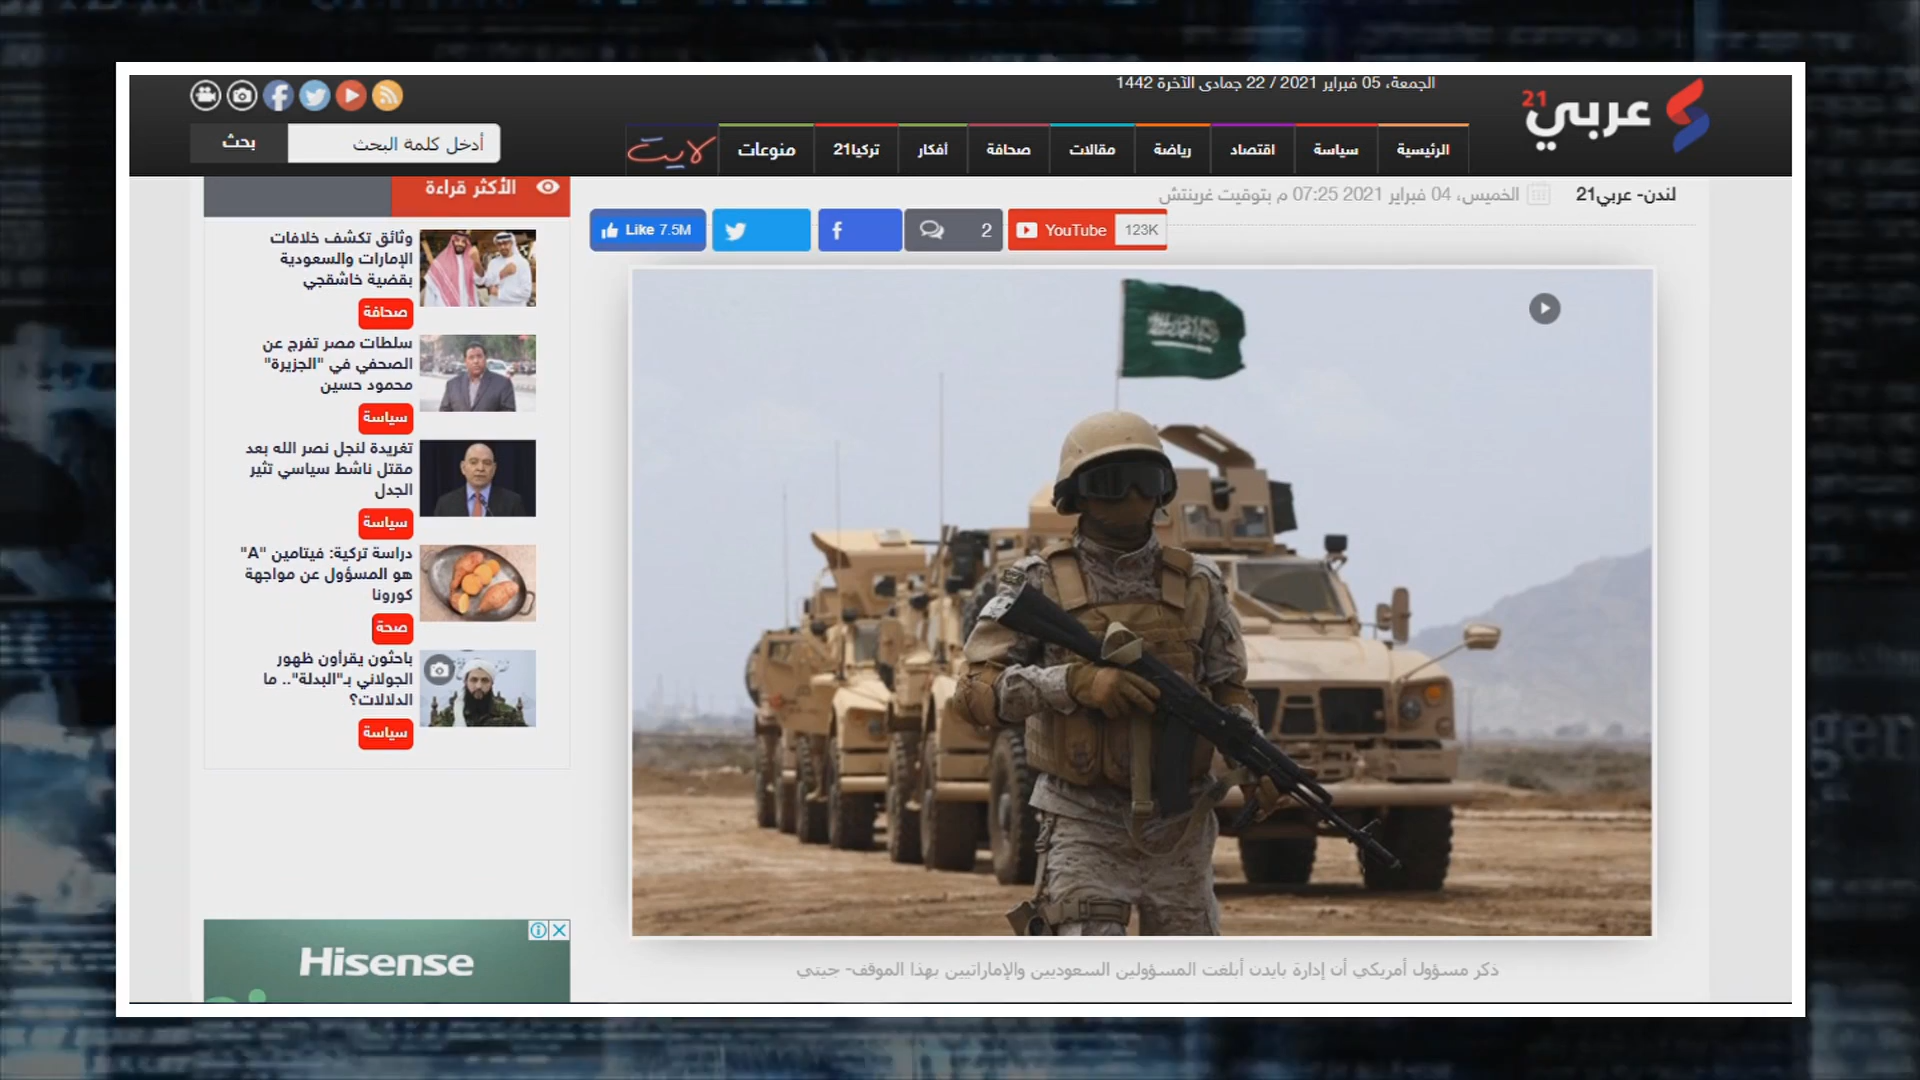 الجمعة، 05 فبراير 2021 / 22 جمادى الآخرة 1442
عربي21
أدخل كلمة البحث
بحث
الرئيسية
سياسة
اقتصاد
رياضة
مقالات
صحافة
أفكار
تركيا21
منوعات
لايت
لندن- عربي21
الخميس، 04 فبراير 2021 07:25 م بتوقيت غرينتش
Like 7.5M
2
YouTube 123K
ذكر مسؤول أمريكي أن إدارة بايدن أبلغت المسؤولين السعوديين والإماراتيين بهذا الموقف- جيتي
الأكثر قراءة
وثائق تكشف خلافات
الإمارات والسعودية
بقضية خاشقجي
صحافة
سلطات مصر تفرج عن
الصحفي في "الجزيرة"
محمود حسين
سياسة
تغريدة لنجل نصر الله بعد
مقتل ناشط سياسي تثير
الجدل
سياسة
دراسة تركية: فيتامين "A"
هو المسؤول عن مواجهة
كورونا
صحة
باحثون يقرأون ظهور
الجولاني بـ"البدلة".. ما
الدلالات؟
سياسة
Hisense